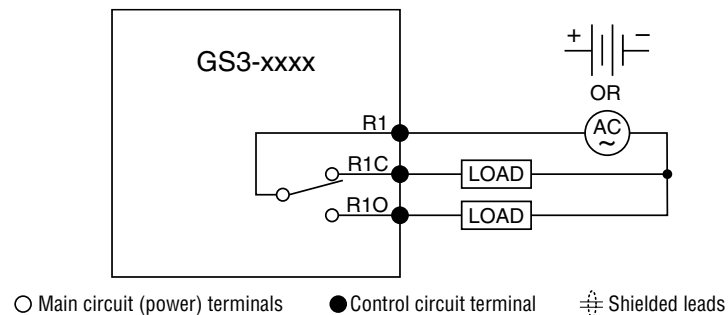 GS3-xxxx
+ −
OR
R1
AC
~
R1C
LOAD
R1O
LOAD
Main circuit (power) terminals
Control circuit terminal
Shielded leads